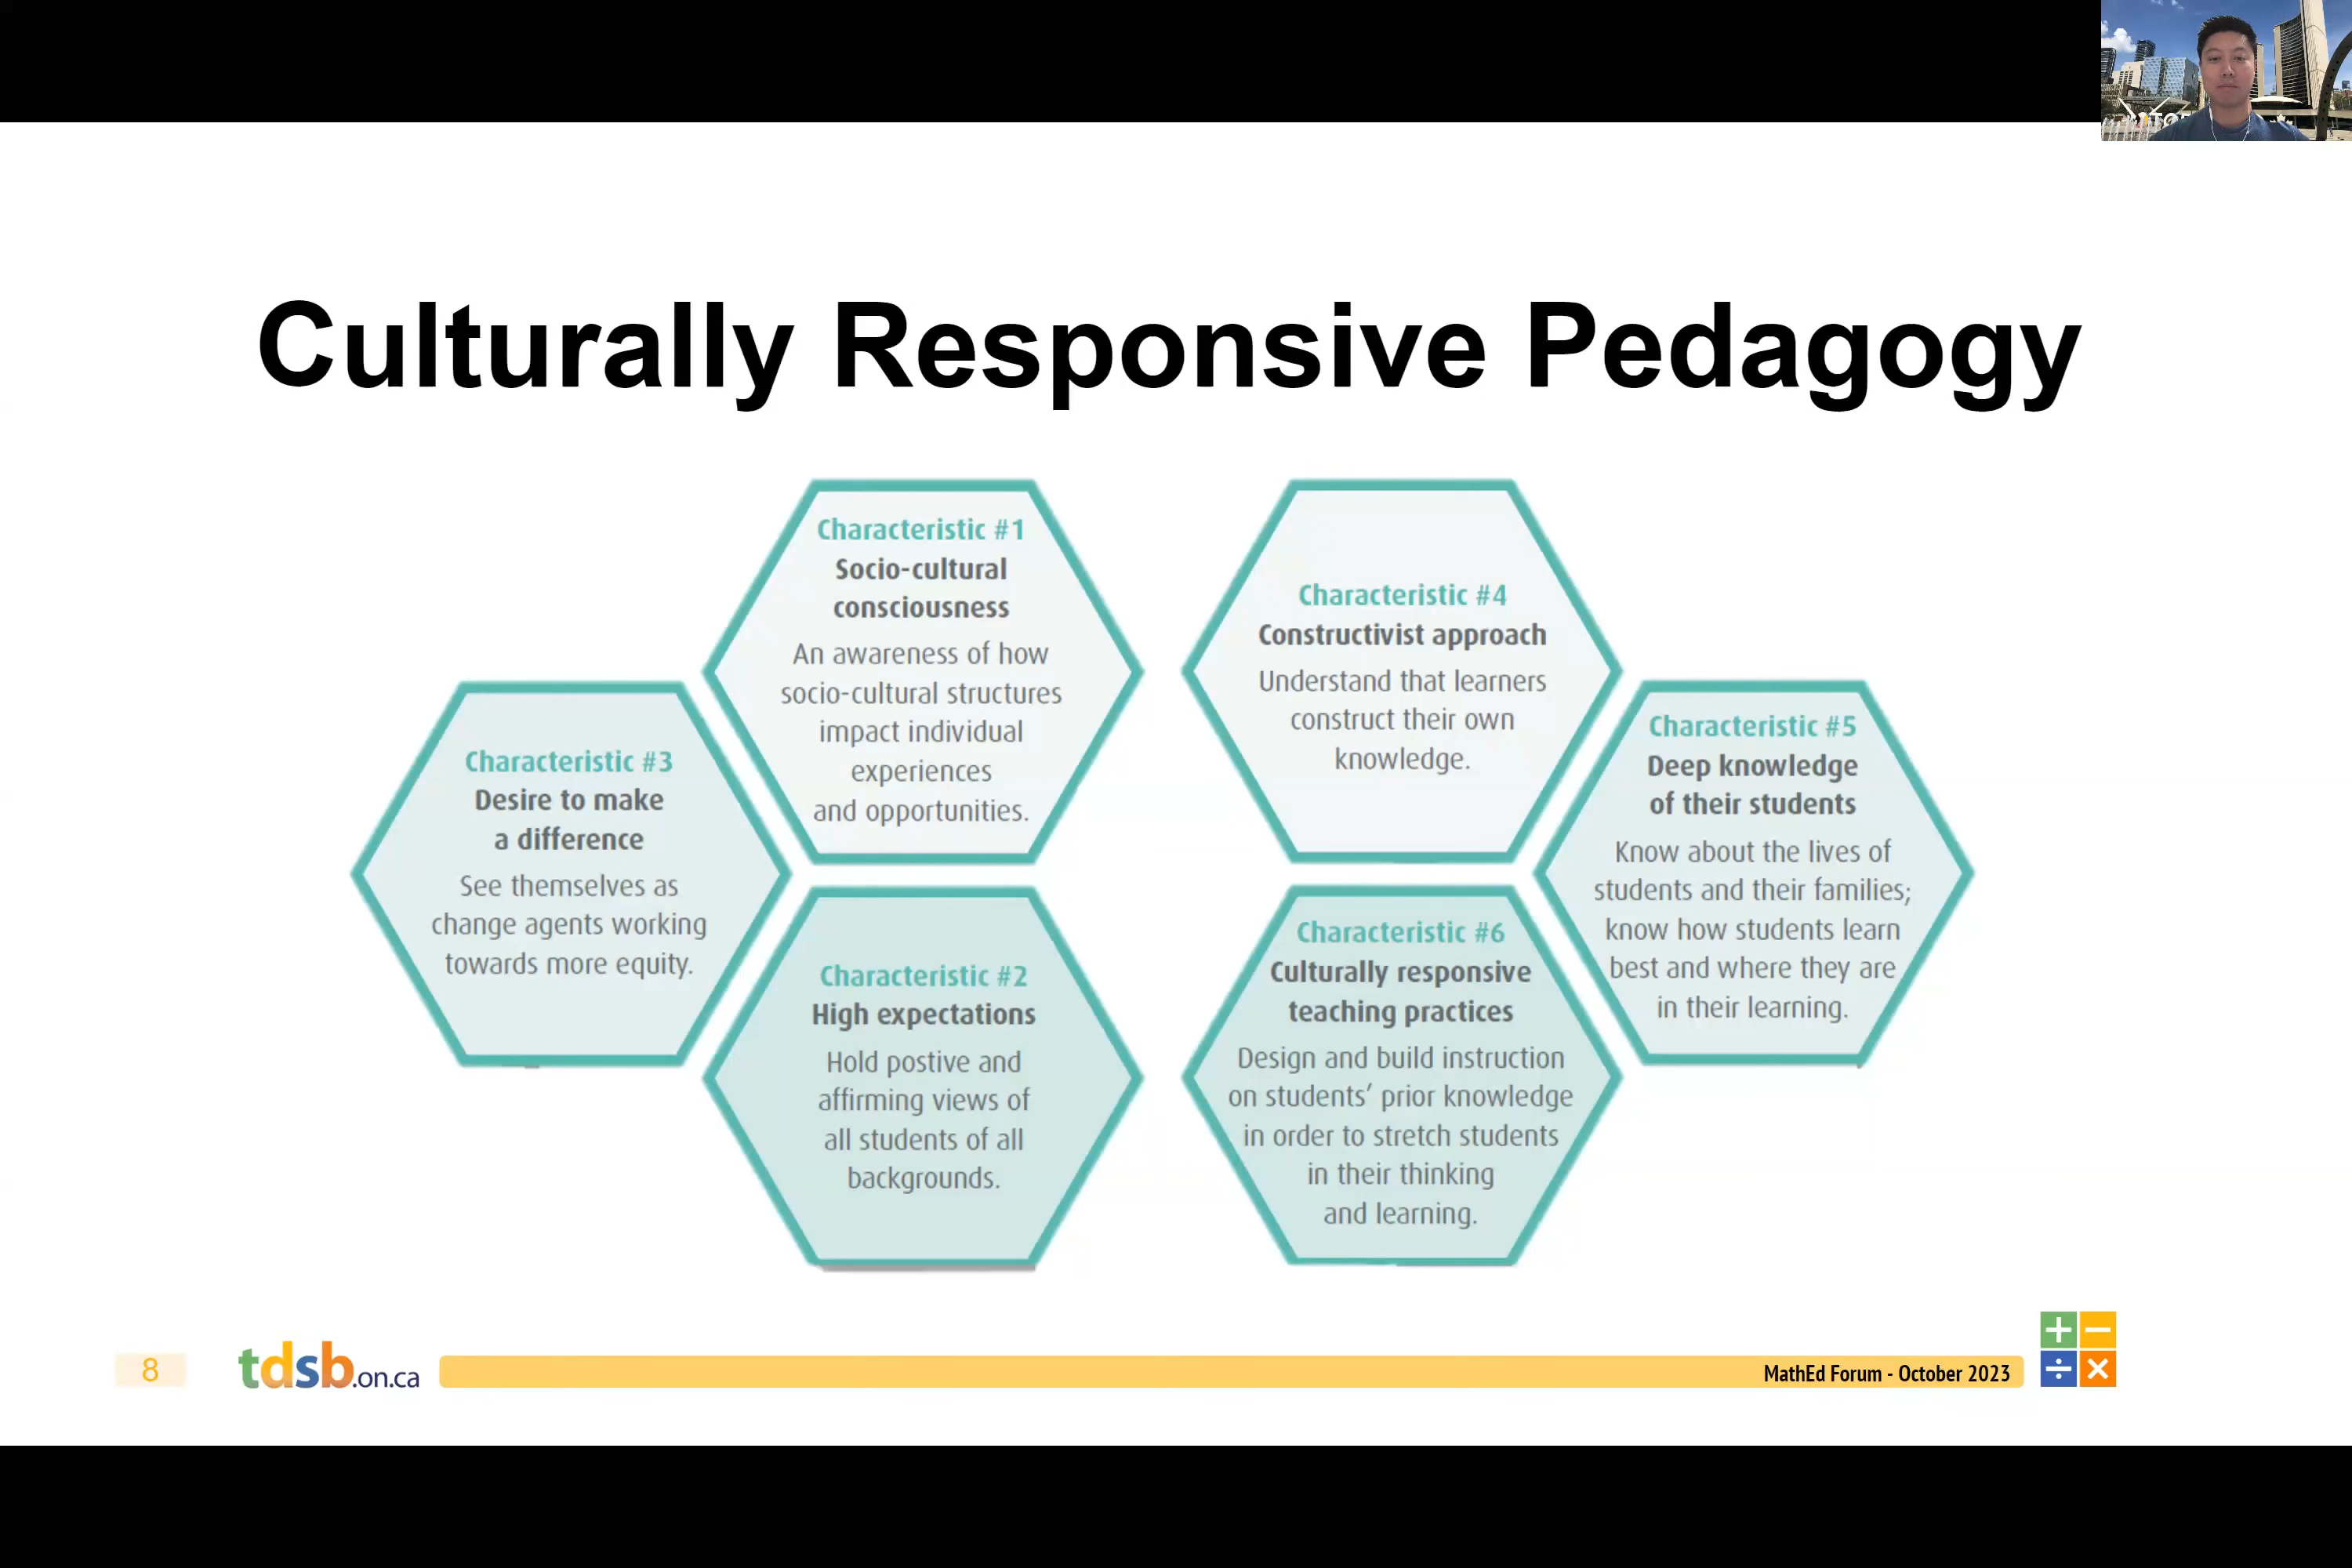 Culturally Responsive Pedagogy
Characteristic #1
Socio-cultural
consciousness
An awareness of how
socio-cultural structures
impact individual
experiences
and opportunities.
Characteristic #4
Constructivist approach
Understand that learners
construct their own
knowledge.
Characteristic #3
Desire to make
a difference
See themselves as
change agents working
towards more equity.
Characteristic #5
Deep knowledge
of their students
Know about the lives of
students and their families;
know how students learn
best and where they are
in their learning.
Characteristic #2
High expectations
Hold postive and
affirming views of
all students of all
backgrounds.
Characteristic #6
Culturally responsive
teaching practices
Design and build instruction
on students’ prior knowledge
in order to stretch students
in their thinking
and learning.
8
tdsb.on.ca
MathEd Forum - October 2023
+ −
÷ ×